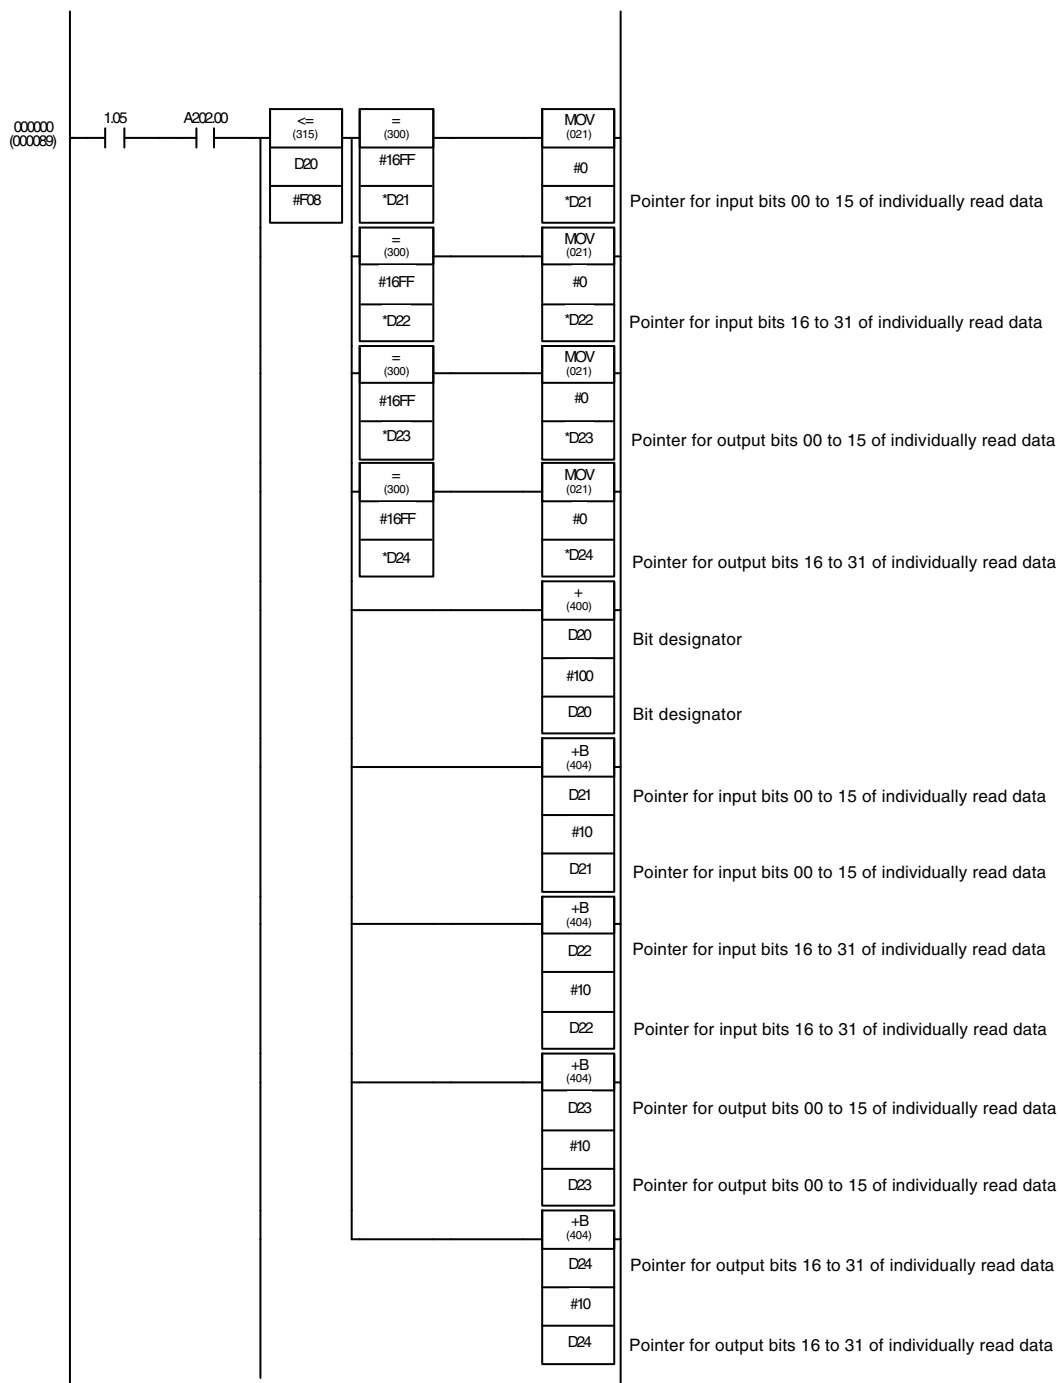 1.05 A202.00 <= = MOV
000000 (315) (300) (021)
(000089)
D20 #16FF #0
#F08 *D21 *D21 Pointer for input bits 00 to 15 of individually read data
= MOV
(300) (021)
#16FF #0
*D22 *D22 Pointer for input bits 16 to 31 of individually read data
= MOV
(300) (021)
#16FF #0
*D23 *D23 Pointer for output bits 00 to 15 of individually read data
= MOV
(300) (021)
#16FF #0
*D24 *D24 Pointer for output bits 16 to 31 of individually read data
+
(400)
D20 Bit designator
#100
D20 Bit designator
+B
(404)
D21 Pointer for input bits 00 to 15 of individually read data
#10
D21 Pointer for input bits 00 to 15 of individually read data
+B
(404)
D22 Pointer for input bits 16 to 31 of individually read data
#10
D22 Pointer for input bits 16 to 31 of individually read data
+B
(404)
D23 Pointer for output bits 00 to 15 of individually read data
#10
D23 Pointer for output bits 00 to 15 of individually read data
+B
(404)
D24 Pointer for output bits 16 to 31 of individually read data
#10
D24 Pointer for output bits 16 to 31 of individually read data